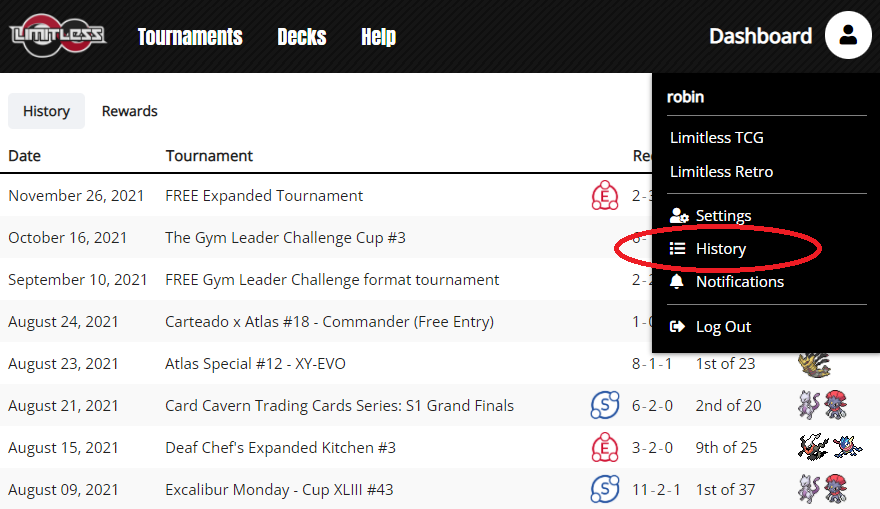 LIMITLESS Tournaments Decks Help Dashboard
robin
History Rewards
Limitless TCG
Date Tournament
Limitless Retro
November 26, 2021 FREE Expanded Tournament E 2-3
Settings
October 16, 2021 The Gym Leader Challenge Cup #3
History
September 10, 2021 FREE Gym Leader Challenge format tournament 2-2
Notifications
August 24, 2021 Carteado x Atlas #18 - Commander (Free Entry) 1-0
Log Out
August 23, 2021 Atlas Special #12 - XY-EVO 8-1-1 1st of 23
August 21, 2021 Card Cavern Trading Cards Series: S1 Grand Finals S 6-2-0 2nd of 20
August 15, 2021 Deaf Chef's Expanded Kitchen #3 E 3-2-0 9th of 25
August 09, 2021 Excalibur Monday - Cup XLIII #43 S 11-2-1 1st of 37